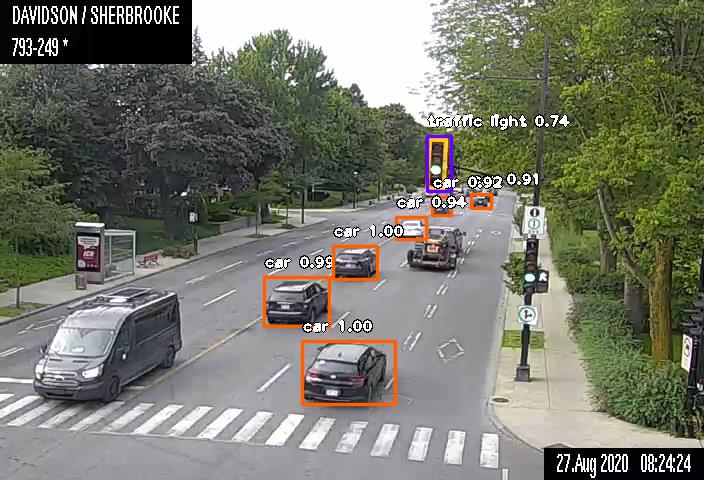 DAVIDSON / SHERBROOKE
793-249 *
traffic light 0.74
car 0.92
0.91
car 0.94
car 1.00
car 0.99
car 1.00
27.Aug 2020 08:24:24